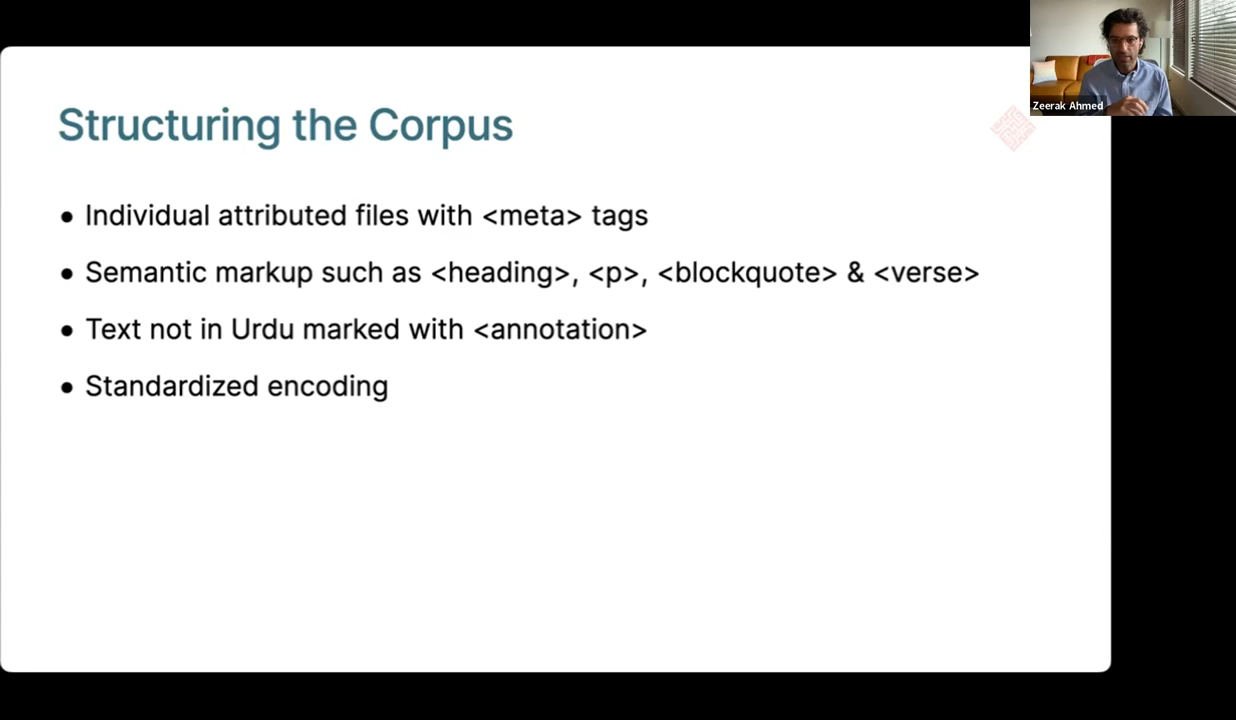 Structuring the Corpus
• Individual attributed files with <meta> tags
• Semantic markup such as <heading>, <p>, <blockquote> & <verse>
• Text not in Urdu marked with <annotation>
• Standardized encoding
Zeerak Ahmed